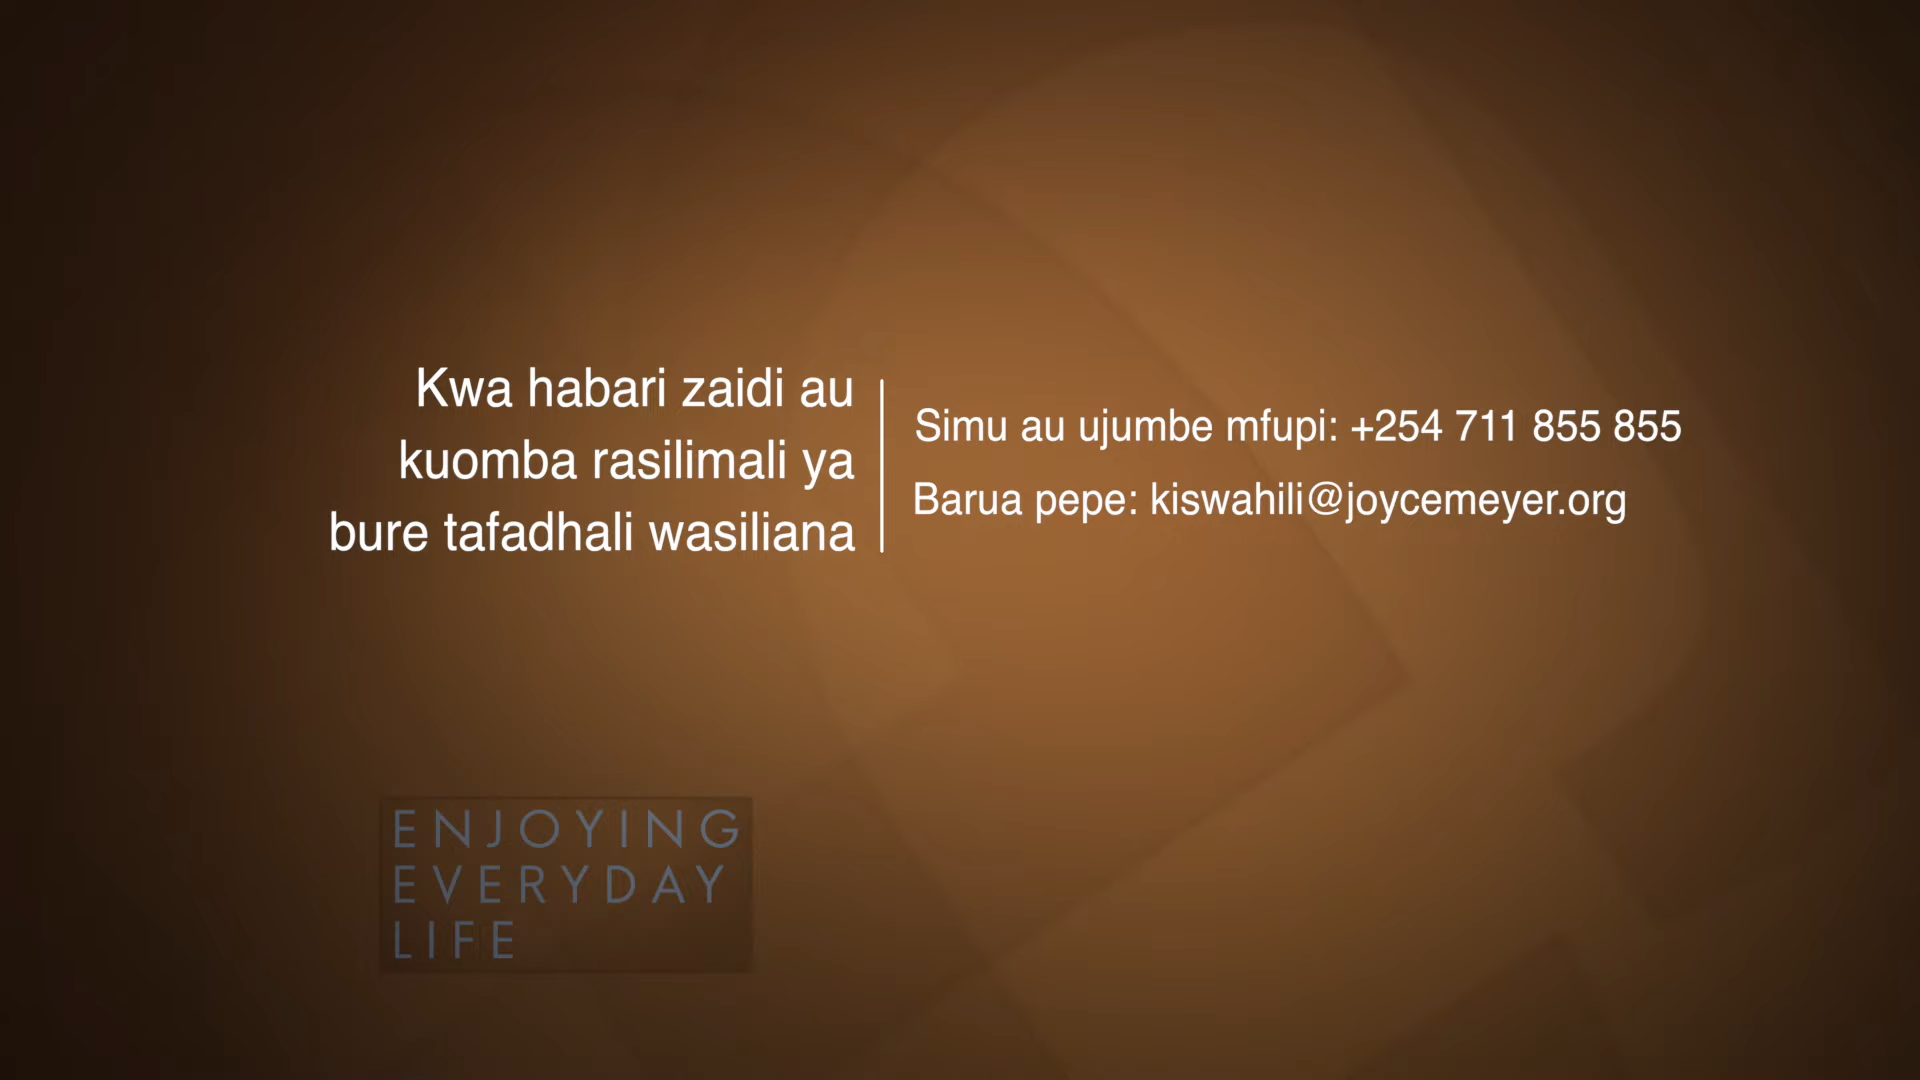 Kwa habari zaidi au
kuomba rasilimali ya
bure tafadhali wasiliana
Simu au ujumbe mfupi: +254 711 855 855
Barua pepe: kiswahili@joycemeyer.org
ENJOYING
EVERYDAY
LIFE